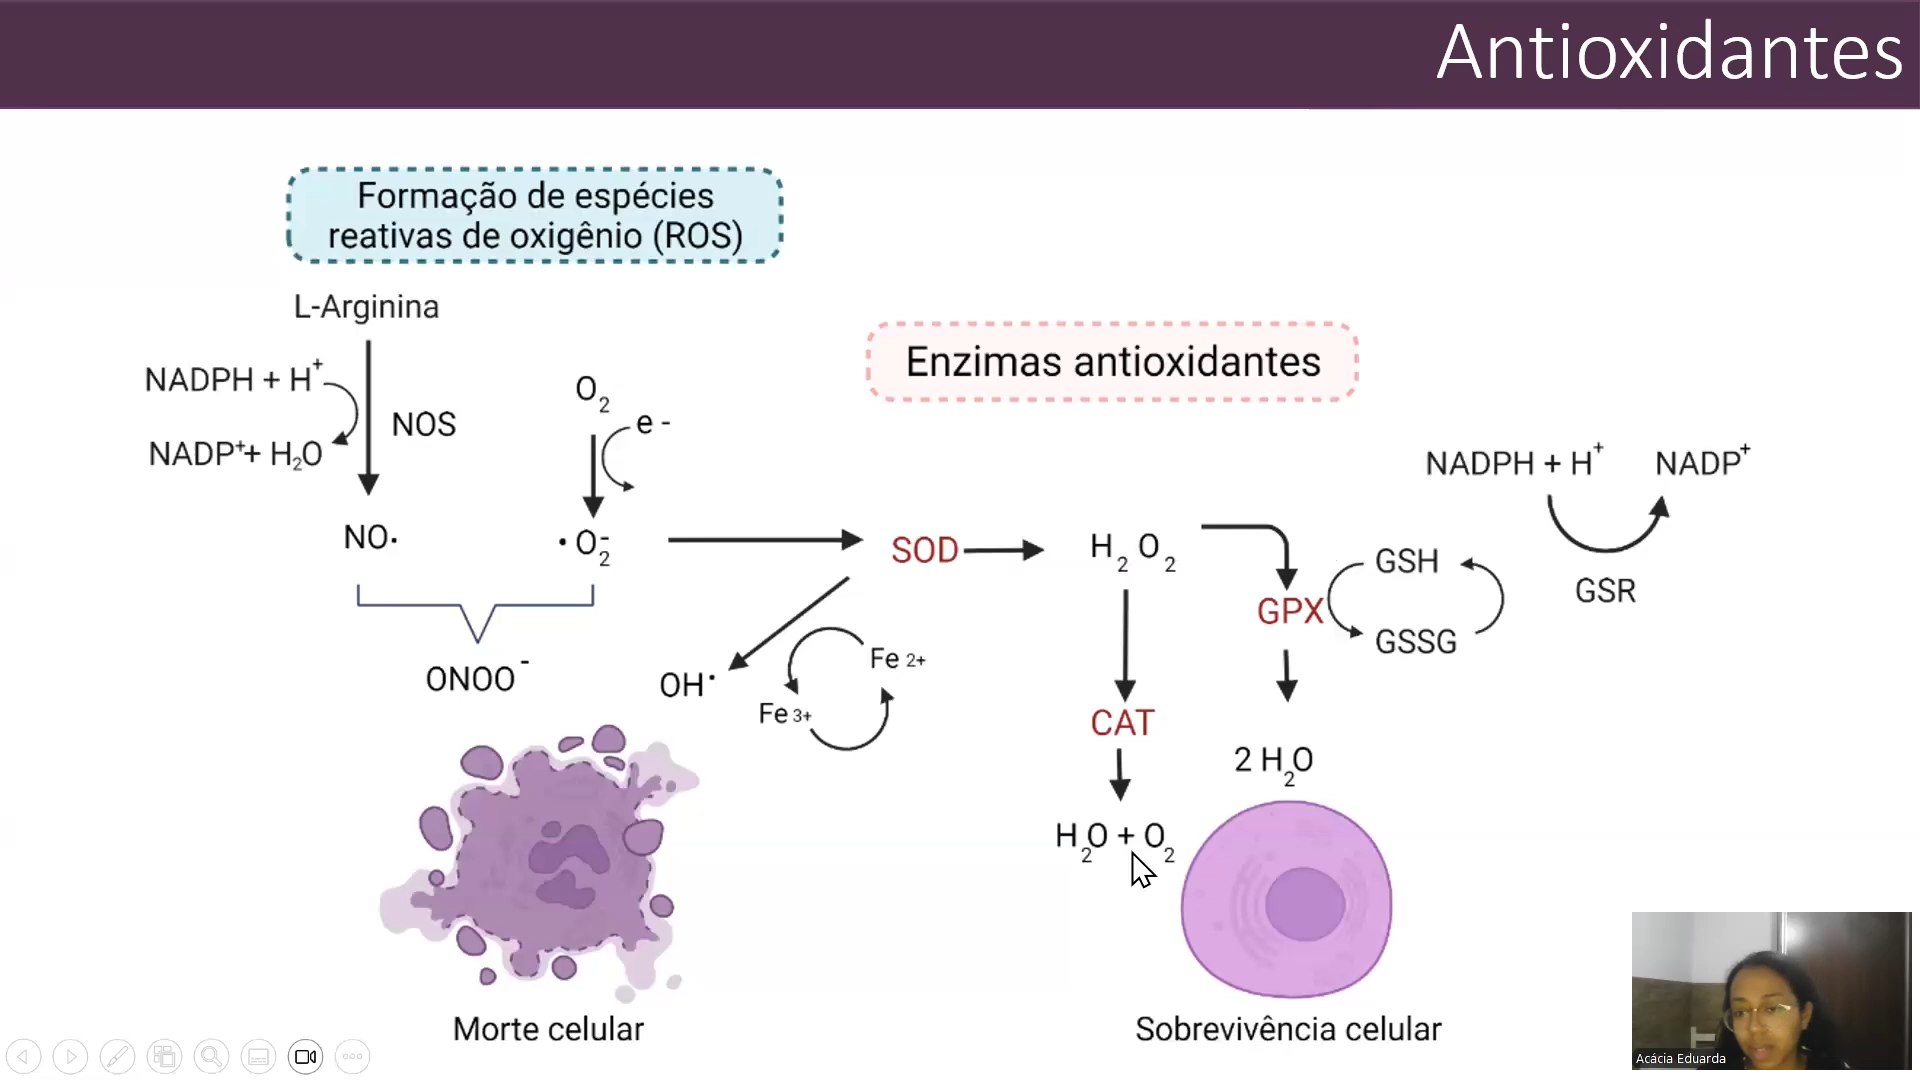 Antioxidantes
Formação de espécies
reativas de oxigênio (ROS)
L-Arginina
NADPH + H⁺
NOS
NADP⁺+ H₂O
O₂
e -
NO·
· O₂⁻
ONOO⁻
Enzimas antioxidantes
SOD
H₂ O₂
OH·
Fe 2+
Fe 3+
CAT
H₂O + O₂
GPX
2 H₂O
GSH
GSSG
NADPH + H⁺
NADP⁺
GSR
Morte celular
Sobrevivência celular
Acácia Eduarda